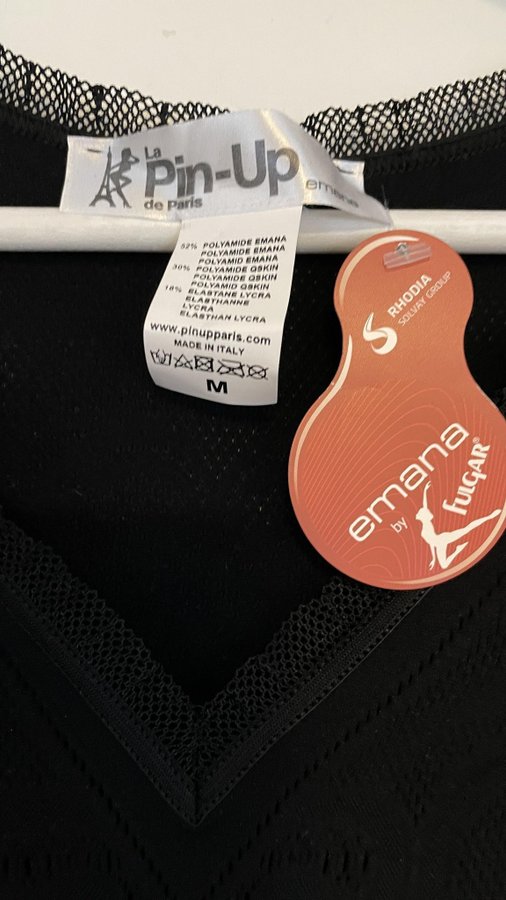 La
Pin-Up
de Paris
emana
52% POLYAMIDE EMANA
POLYAMIDE EMANA
POLYAMID EMANA
30% POLYAMIDE QSKIN
POLYAMIDE QSKIN
POLYAMID QSKIN
18% ELASTANE LYCRA
ELASTHANNE
LYCRA
ELASTHAN LYCRA
www.pinupparis.com
MADE IN ITALY
M
RHODIA
SOLVAY GROUP
emana
by
FULGAR®